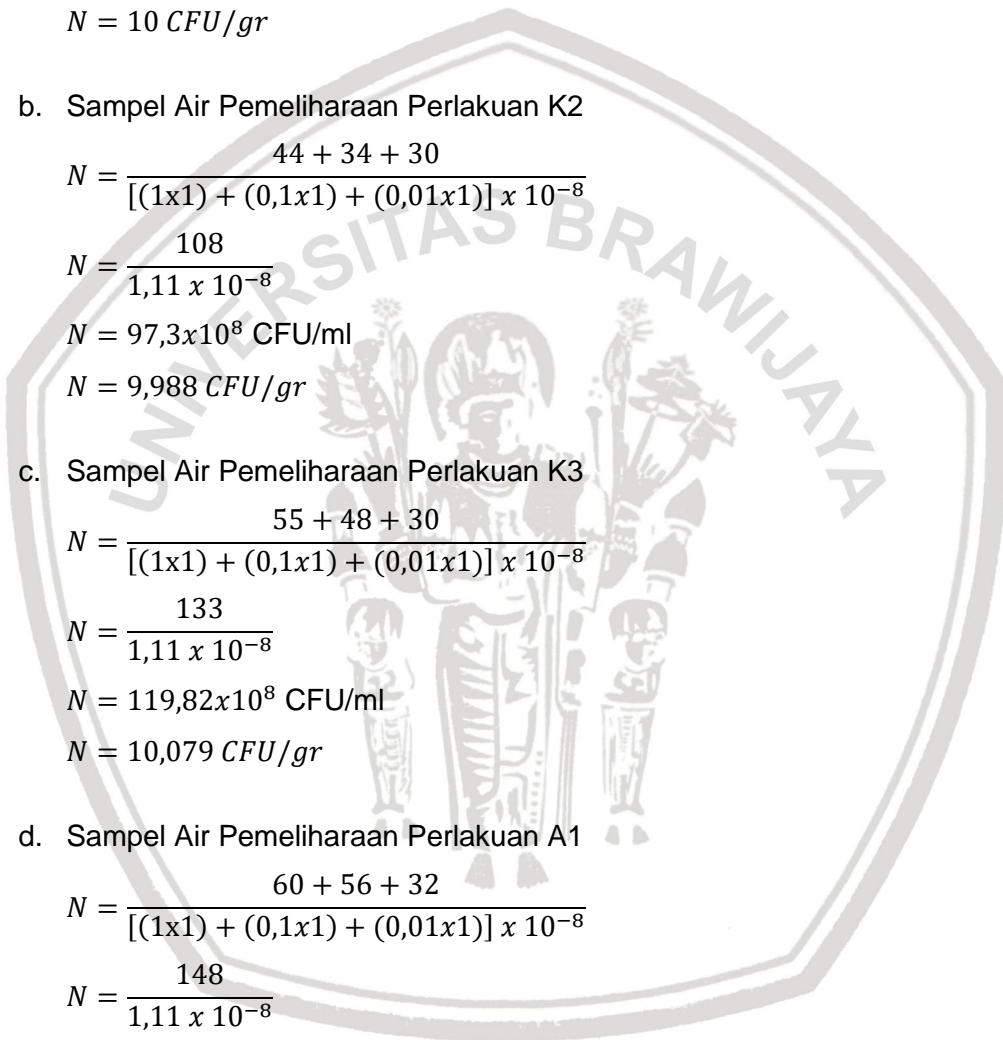 N = 10 CFU/gr
b. Sampel Air Pemeliharaan Perlakuan K2
N = 44 + 34 + 30 / [(1x1) + (0,1x1) + (0,01x1)] x 10⁻⁸
N = 108 / 1,11 x 10⁻⁸
N = 97,3x10⁸ CFU/ml
N = 9,988 CFU/gr
c. Sampel Air Pemeliharaan Perlakuan K3
N = 55 + 48 + 30 / [(1x1) + (0,1x1) + (0,01x1)] x 10⁻⁸
N = 133 / 1,11 x 10⁻⁸
N = 119,82x10⁸ CFU/ml
N = 10,079 CFU/gr
d. Sampel Air Pemeliharaan Perlakuan A1
N = 60 + 56 + 32 / [(1x1) + (0,1x1) + (0,01x1)] x 10⁻⁸
N = 148 / 1,11 x 10⁻⁸
UNIVERSITAS BRAWIJAYA